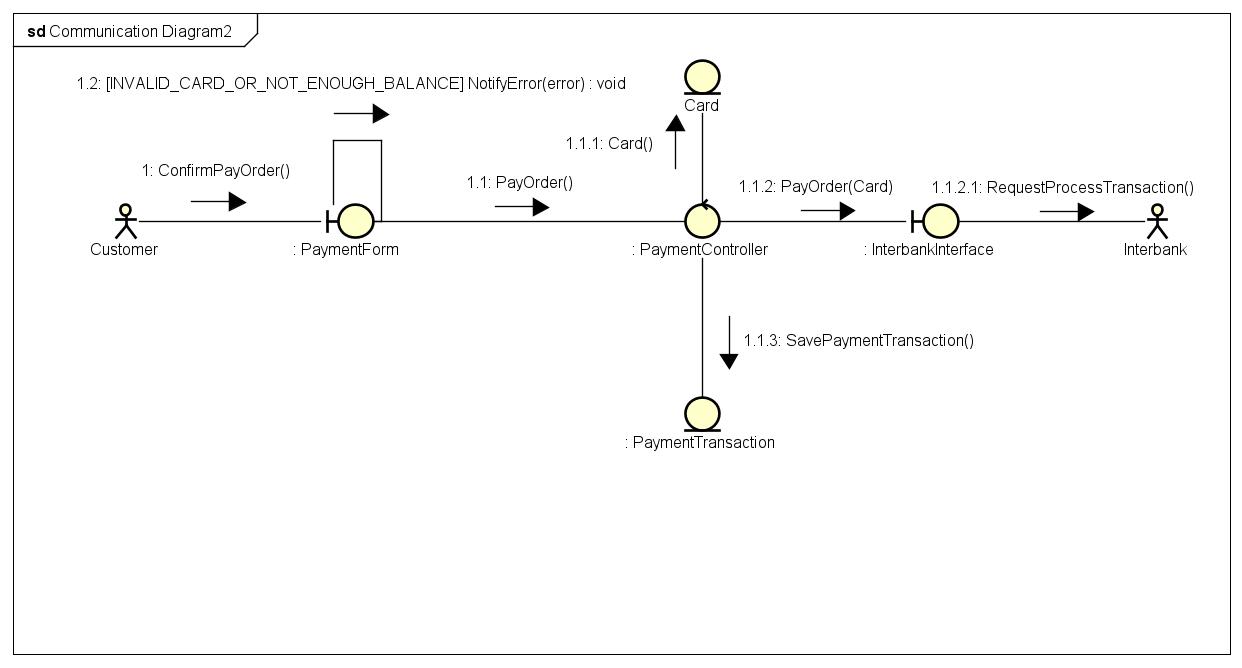 sd Communication Diagram2
1.2: [INVALID_CARD_OR_NOT_ENOUGH_BALANCE] NotifyError(error) : void
Card
1.1.1: Card()
1: ConfirmPayOrder()
1.1: PayOrder()
1.1.2: PayOrder(Card)
1.1.2.1: RequestProcessTransaction()
Customer
: PaymentForm
: PaymentController
: InterbankInterface
Interbank
1.1.3: SavePaymentTransaction()
: PaymentTransaction